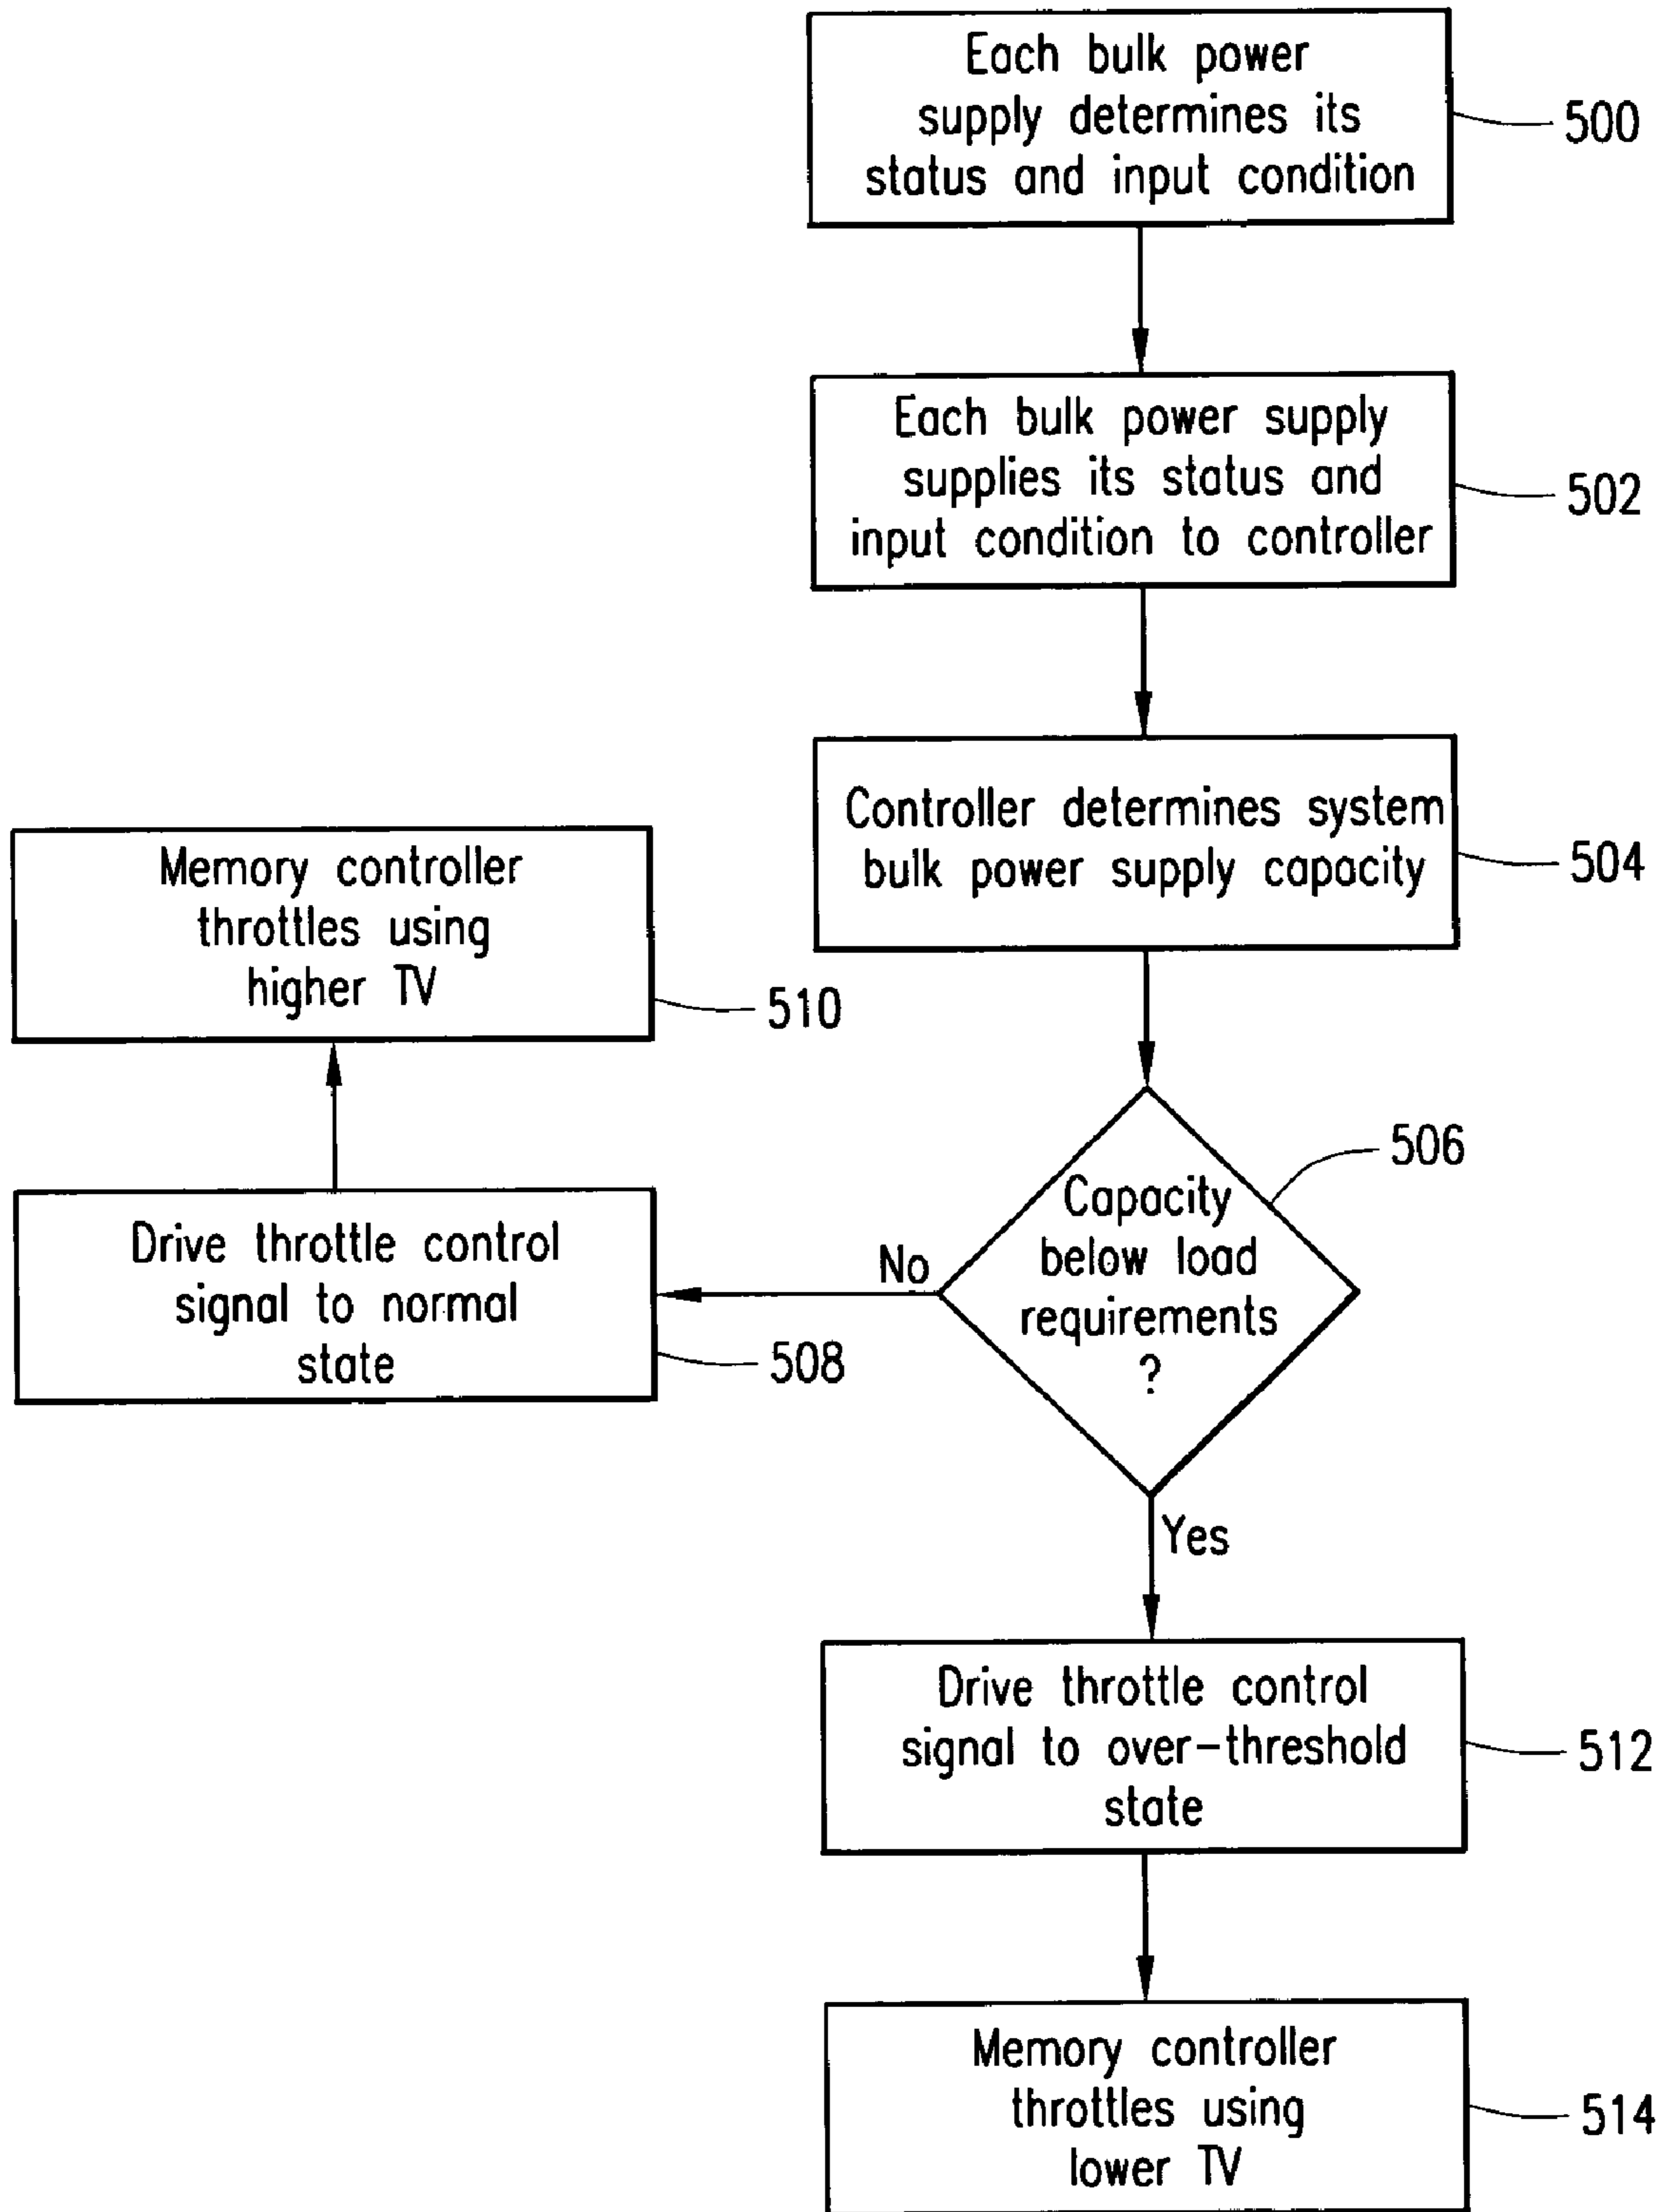 Each bulk power
supply determines its
status and input condition
500
Each bulk power supply
supplies its status and
input condition to controller
502
Controller determines system
bulk power supply capacity
504
Memory controller
throttles using
higher TV
510
506
Capacity
below load
requirements
?
No
Drive throttle control
signal to normal
state
508
Yes
Drive throttle control
signal to over-threshold
state
512
Memory controller
throttles using
lower TV
514